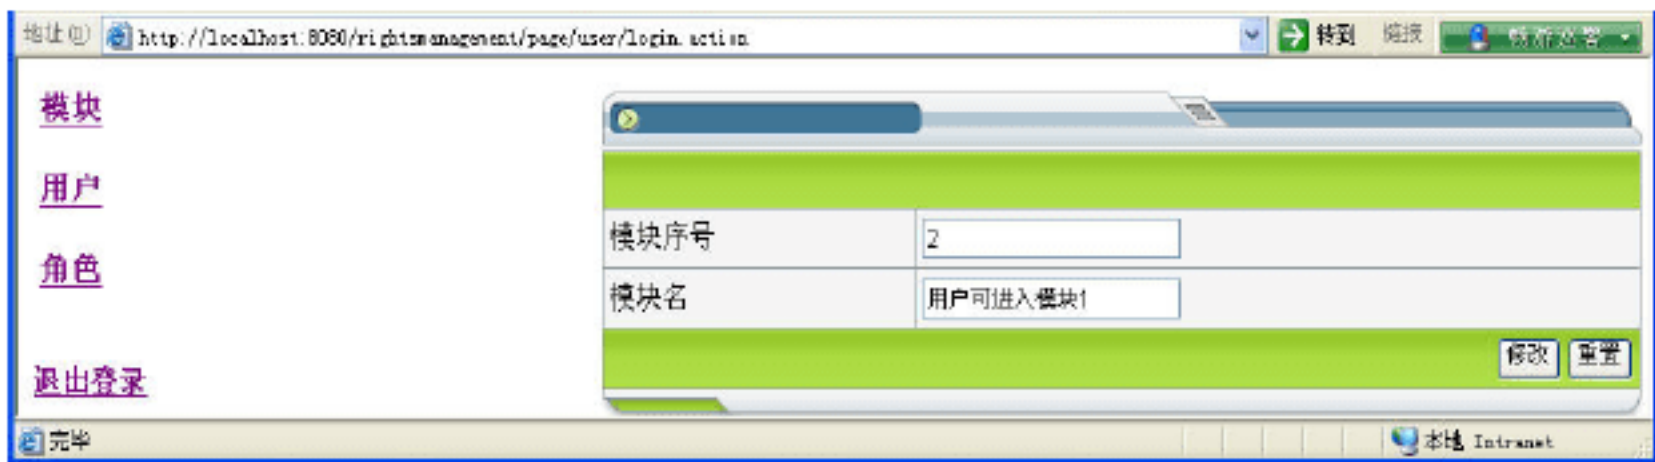 地址(D) http://localhost:8080/rightsmanagement/page/user/login.action 转到 链接
模块
用户
角色
退出登录
模块序号 2
模块名 用户可进入模块1
修改 重置
完毕 本地 Intranet